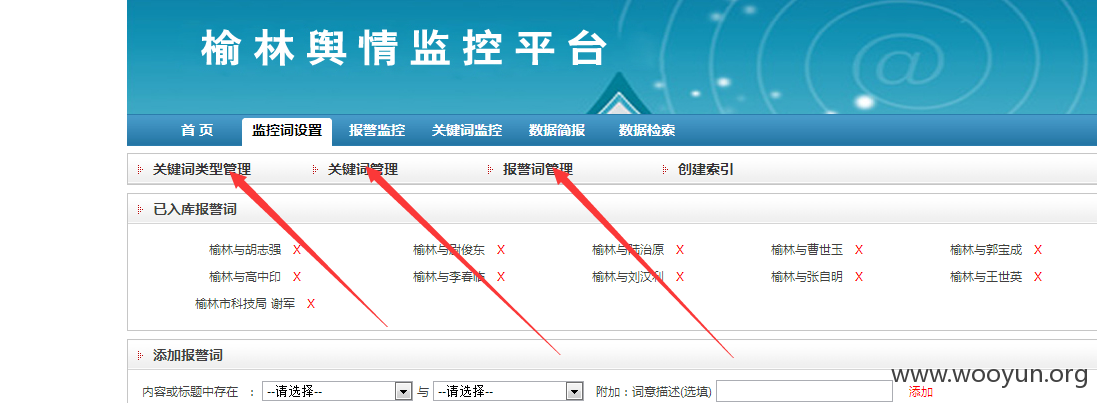 榆林舆情监控平台
首 页 监控词设置 报警监控 关键词监控 数据简报 数据检索
关键词类型管理 关键词管理 报警词管理 创建索引
已入库报警词
榆林与胡志强 X 榆林与尉俊东 X 榆林与陆治原 X 榆林与曹世玉 X 榆林与郭宝成 X
榆林与高中印 X 榆林与李春临 X 榆林与刘汉利 X 榆林与张自明 X 榆林与王世英 X
榆林市科技局 谢军 X
添加报警词
内容或标题中存在 : --请选择-- 与 --请选择-- 附加：词意描述(选填) 添加
www.wooyun.org